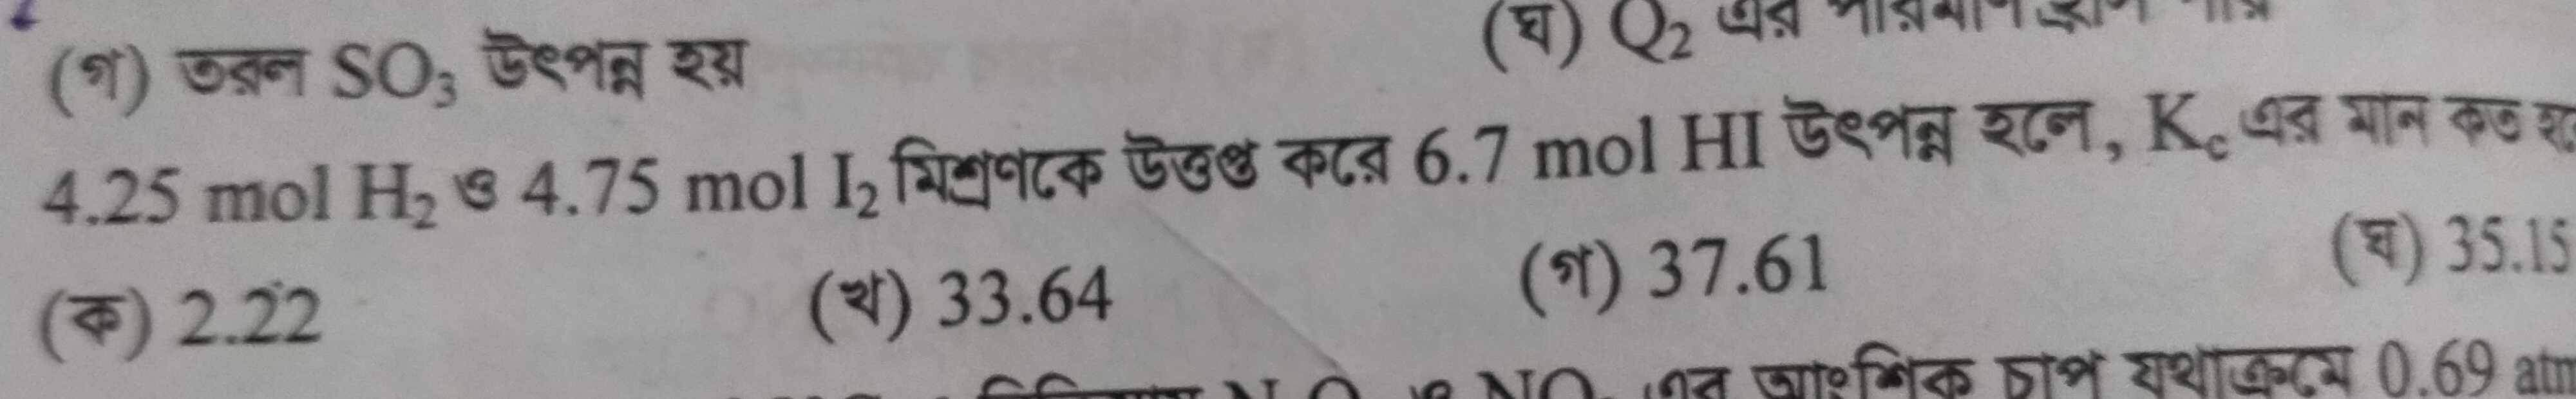 (গ) তরল SO₃ উৎপন্ন হয়
(ঘ) O₂ এর পরিমাণ হ্রাস পায়
4.25 mol H₂ ও 4.75 mol I₂ মিশ্রণকে উত্তপ্ত করে 6.7 mol HI উৎপন্ন হলে, K꜀ এর মান কত
(ক) 2.22 (খ) 33.64 (গ) 37.61 (ঘ) 35.15
আংশিক চাপ যথাক্রমে 0.69 atm